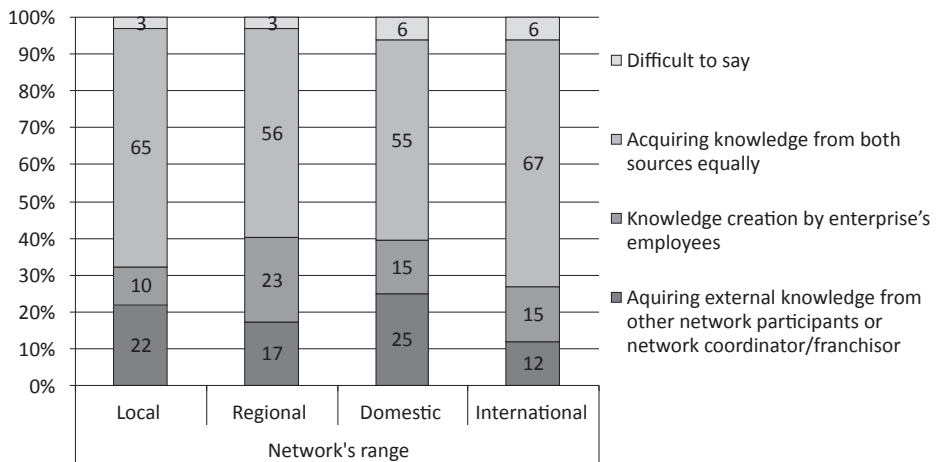 100%
90%
80%
70%
60%
50%
40%
30%
20%
10%
0%
3
65
10
22
3
56
23
17
6
55
15
25
6
67
15
12
Local
Regional
Domestic
International
Network's range
Difficult to say
Acquiring knowledge from both
sources equally
Knowledge creation by enterprise’s
employees
Aquiring external knowledge from
other network participants or
network coordinator/franchisor